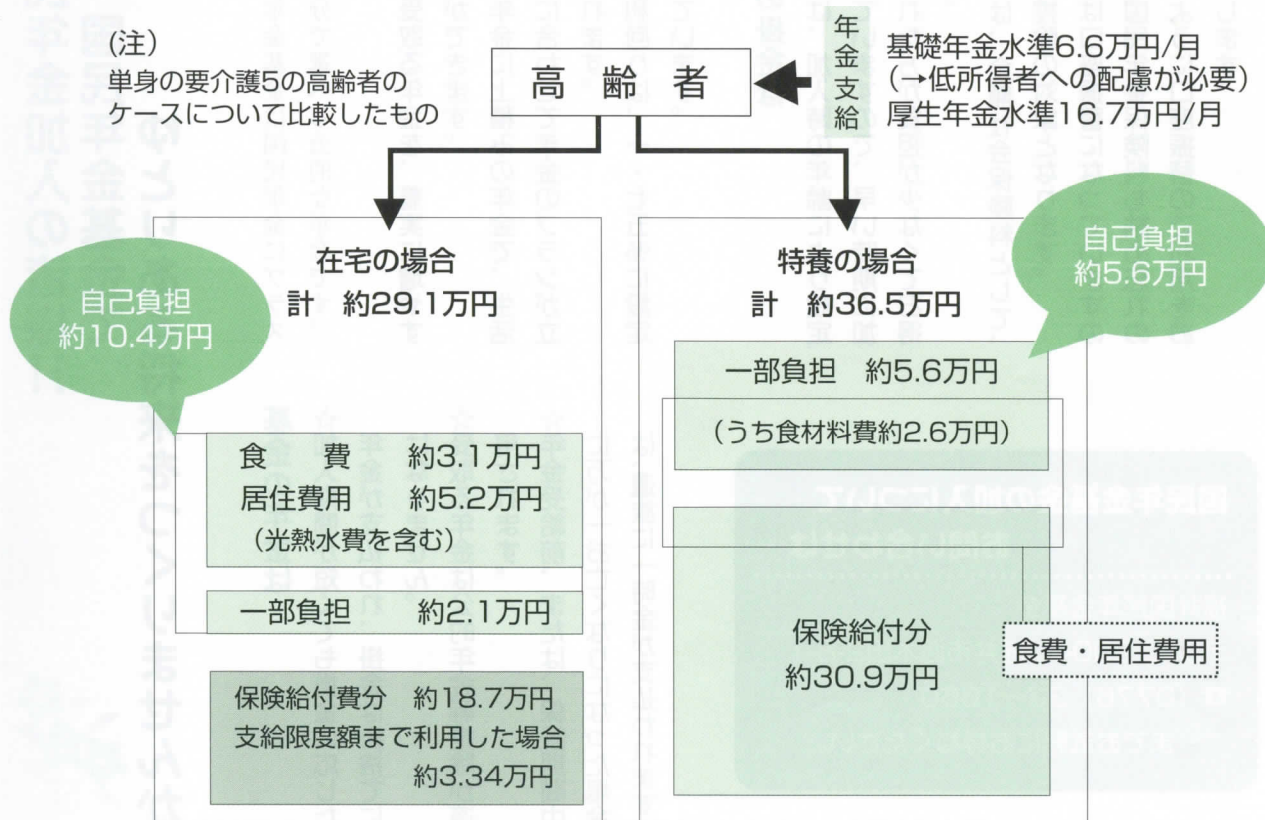 (注)
単身の要介護5の高齢者の
ケースについて比較したもの
高齢者
年金支給
基礎年金水準6.6万円/月
(→低所得者への配慮が必要)
厚生年金水準16.7万円/月
自己負担
約10.4万円
在宅の場合
計 約29.1万円
食 費 約3.1万円
居住費用 約5.2万円
(光熱水費を含む)
一部負担 約2.1万円
保険給付費分 約18.7万円
支給限度額まで利用した場合
約3.34万円
自己負担
約5.6万円
特養の場合
計 約36.5万円
一部負担 約5.6万円
(うち食材料費約2.6万円)
保険給付分
約30.9万円
食費・居住費用